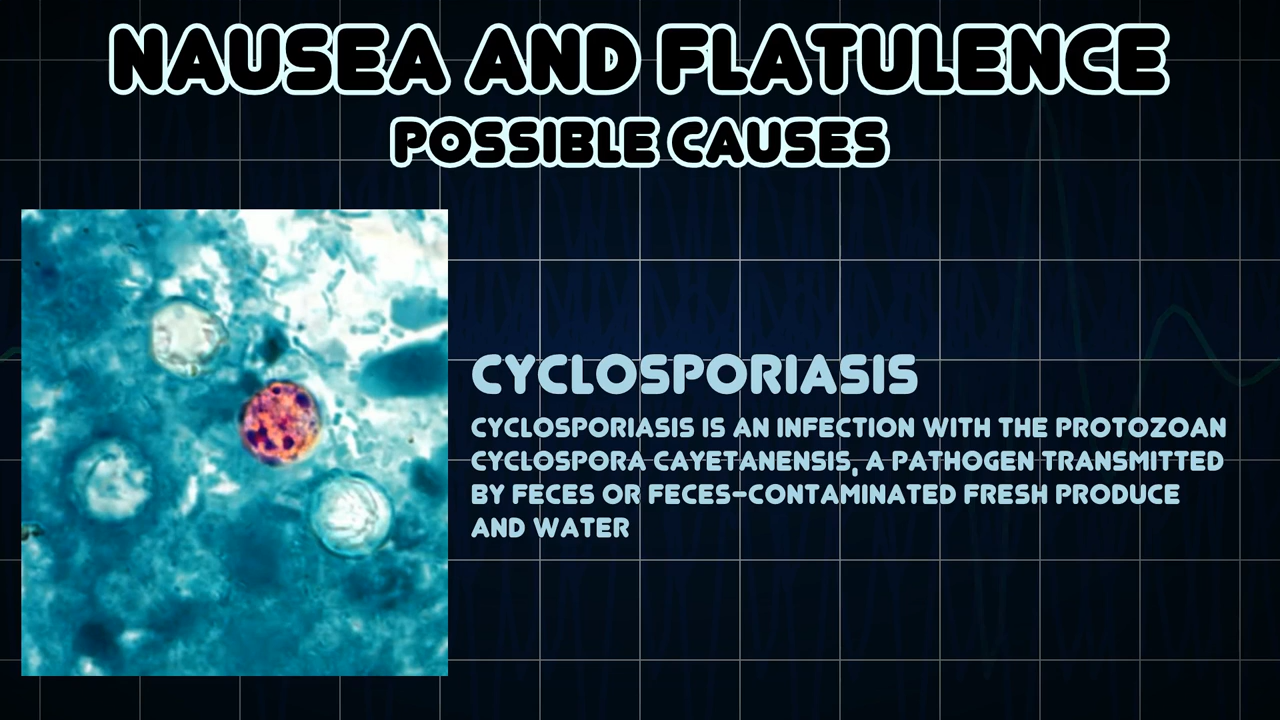 NAUSEA AND FLATULENCE
POSSIBLE CAUSES
CYCLOSPORIASIS
CYCLOSPORIASIS IS AN INFECTION WITH THE PROTOZOAN
CYCLOSPORA CAYETANENSIS, A PATHOGEN TRANSMITTED
BY FECES OR FECES-CONTAMINATED FRESH PRODUCE
AND WATER